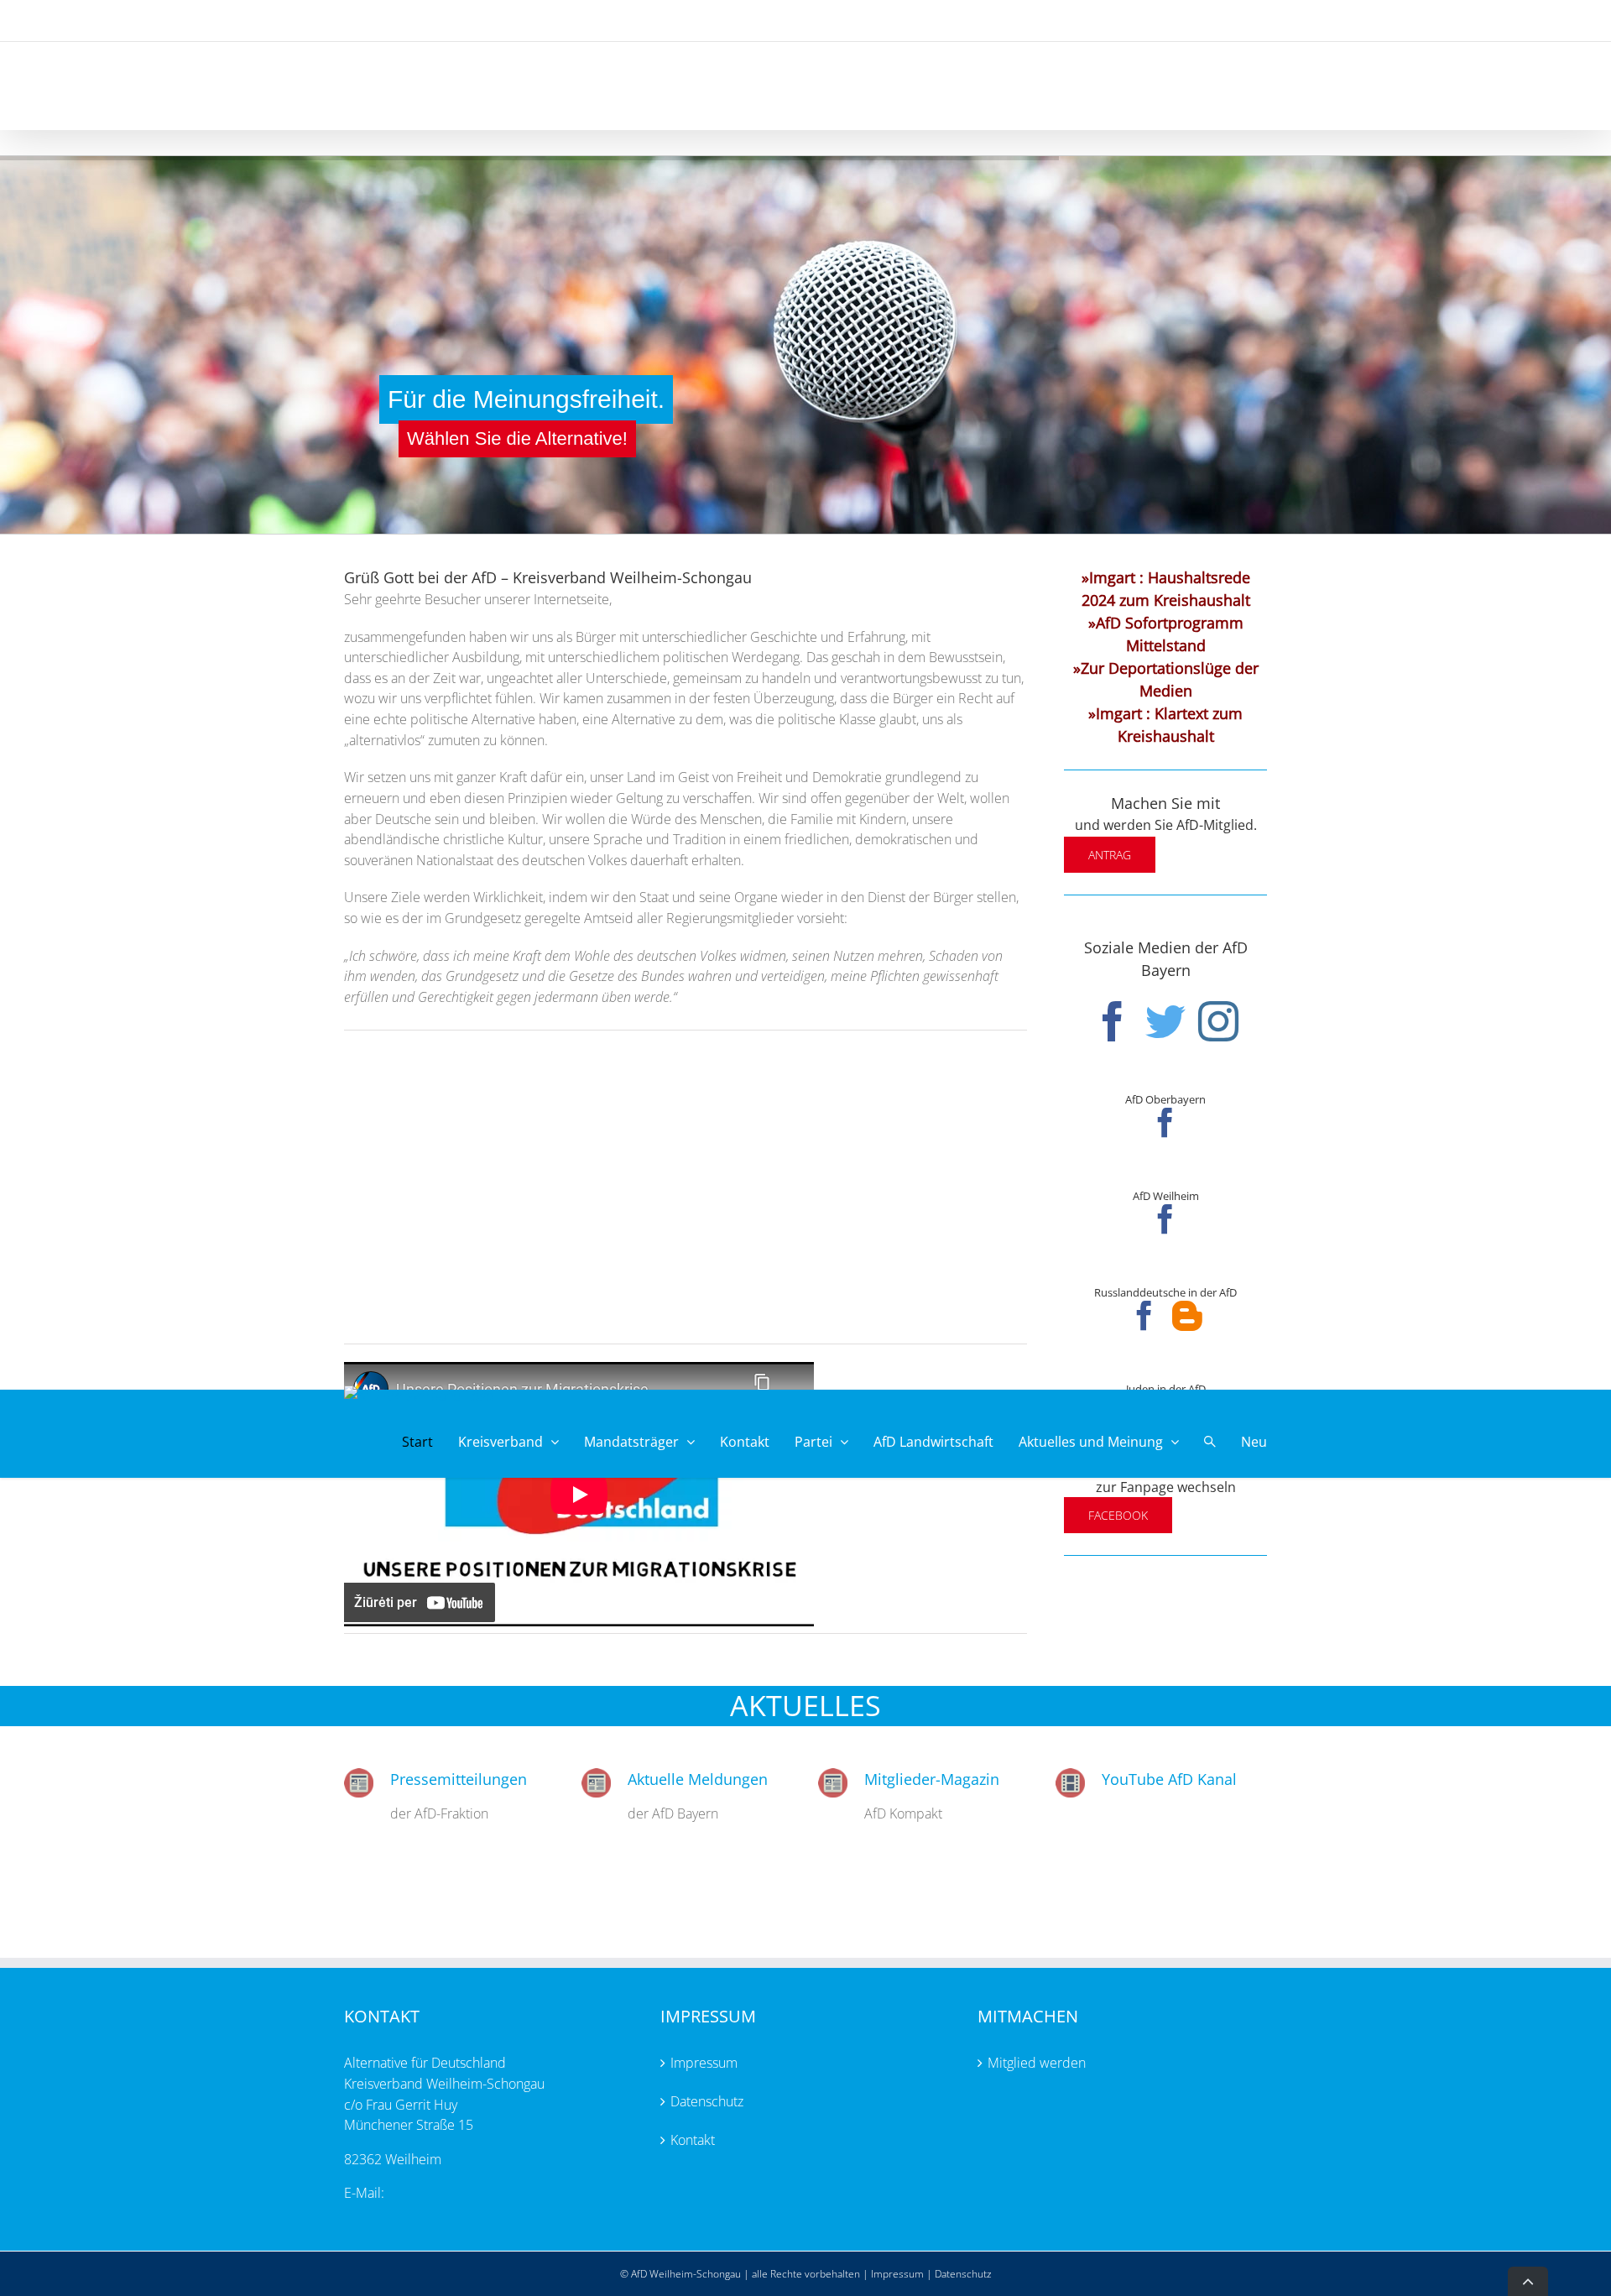 Für die Meinungsfreiheit.
Wählen Sie die Alternative!
Grüß Gott bei der AfD – Kreisverband Weilheim-Schongau
Sehr geehrte Besucher unserer Internetseite,
zusammengefunden haben wir uns als Bürger mit unterschiedlicher Geschichte und Erfahrung, mit
unterschiedlicher Ausbildung, mit unterschiedlichem politischen Werdegang. Das geschah in dem Bewusstsein,
dass es an der Zeit war, ungeachtet aller Unterschiede, gemeinsam zu handeln und verantwortungsbewusst zu tun,
wozu wir uns verpflichtet fühlen. Wir kamen zusammen in der festen Überzeugung, dass die Bürger ein Recht auf
eine echte politische Alternative haben, eine Alternative zu dem, was die politische Klasse glaubt, uns als
„alternativlos“ zumuten zu können.
Wir setzen uns mit ganzer Kraft dafür ein, unser Land im Geist von Freiheit und Demokratie grundlegend zu
erneuern und eben diesen Prinzipien wieder Geltung zu verschaffen. Wir sind offen gegenüber der Welt, wollen
aber Deutsche sein und bleiben. Wir wollen die Würde des Menschen, die Familie mit Kindern, unsere
abendländische christliche Kultur, unsere Sprache und Tradition in einem friedlichen, demokratischen und
souveränen Nationalstaat des deutschen Volkes dauerhaft erhalten.
Unsere Ziele werden Wirklichkeit, indem wir den Staat und seine Organe wieder in den Dienst der Bürger stellen,
so wie es der im Grundgesetz geregelte Amtseid aller Regierungsmitglieder vorsieht:
„Ich schwöre, dass ich meine Kraft dem Wohle des deutschen Volkes widmen, seinen Nutzen mehren, Schaden von
ihm wenden, das Grundgesetz und die Gesetze des Bundes wahren und verteidigen, meine Pflichten gewissenhaft
erfüllen und Gerechtigkeit gegen jedermann üben werde.“
»Imgart : Haushaltsrede
2024 zum Kreishaushalt
»AfD Sofortprogramm
Mittelstand
»Zur Deportationslüge der
Medien
»Imgart : Klartext zum
Kreishaushalt
Machen Sie mit
und werden Sie AfD-Mitglied.
ANTRAG
Soziale Medien der AfD
Bayern
AfD Oberbayern
AfD Weilheim
Russlanddeutsche in der AfD
Juden in der AfD
AfD Unsere Positionen zur Migrationskrise
Start Kreisverband Mandatsträger Kontakt Partei AfD Landwirtschaft Aktuelles und Meinung Neu
Deutschland
UNSERE POSITIONEN ZUR MIGRATIONSKRISE
Žiūrėti per YouTube
zur Fanpage wechseln
FACEBOOK
AKTUELLES
Pressemitteilungen
der AfD-Fraktion
Aktuelle Meldungen
der AfD Bayern
Mitglieder-Magazin
AfD Kompakt
YouTube AfD Kanal
KONTAKT
Alternative für Deutschland
Kreisverband Weilheim-Schongau
c/o Frau Gerrit Huy
Münchener Straße 15
82362 Weilheim
E-Mail:
IMPRESSUM
Impressum
Datenschutz
Kontakt
MITMACHEN
Mitglied werden
© AfD Weilheim-Schongau | alle Rechte vorbehalten | Impressum | Datenschutz